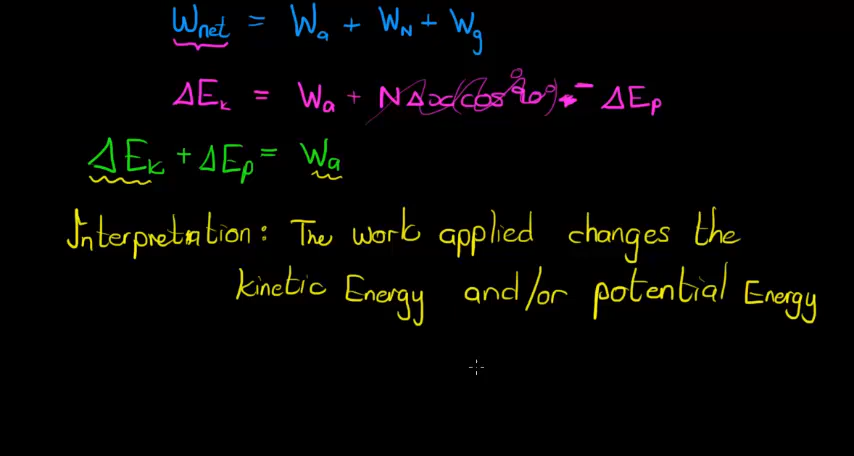 Wnet = Wa + WN + Wg
ΔEk = Wa + NΔx(cos 90°) - ΔEp
ΔEk + ΔEp = Wa
Interpretation: The work applied changes the
kinetic Energy and/or potential Energy